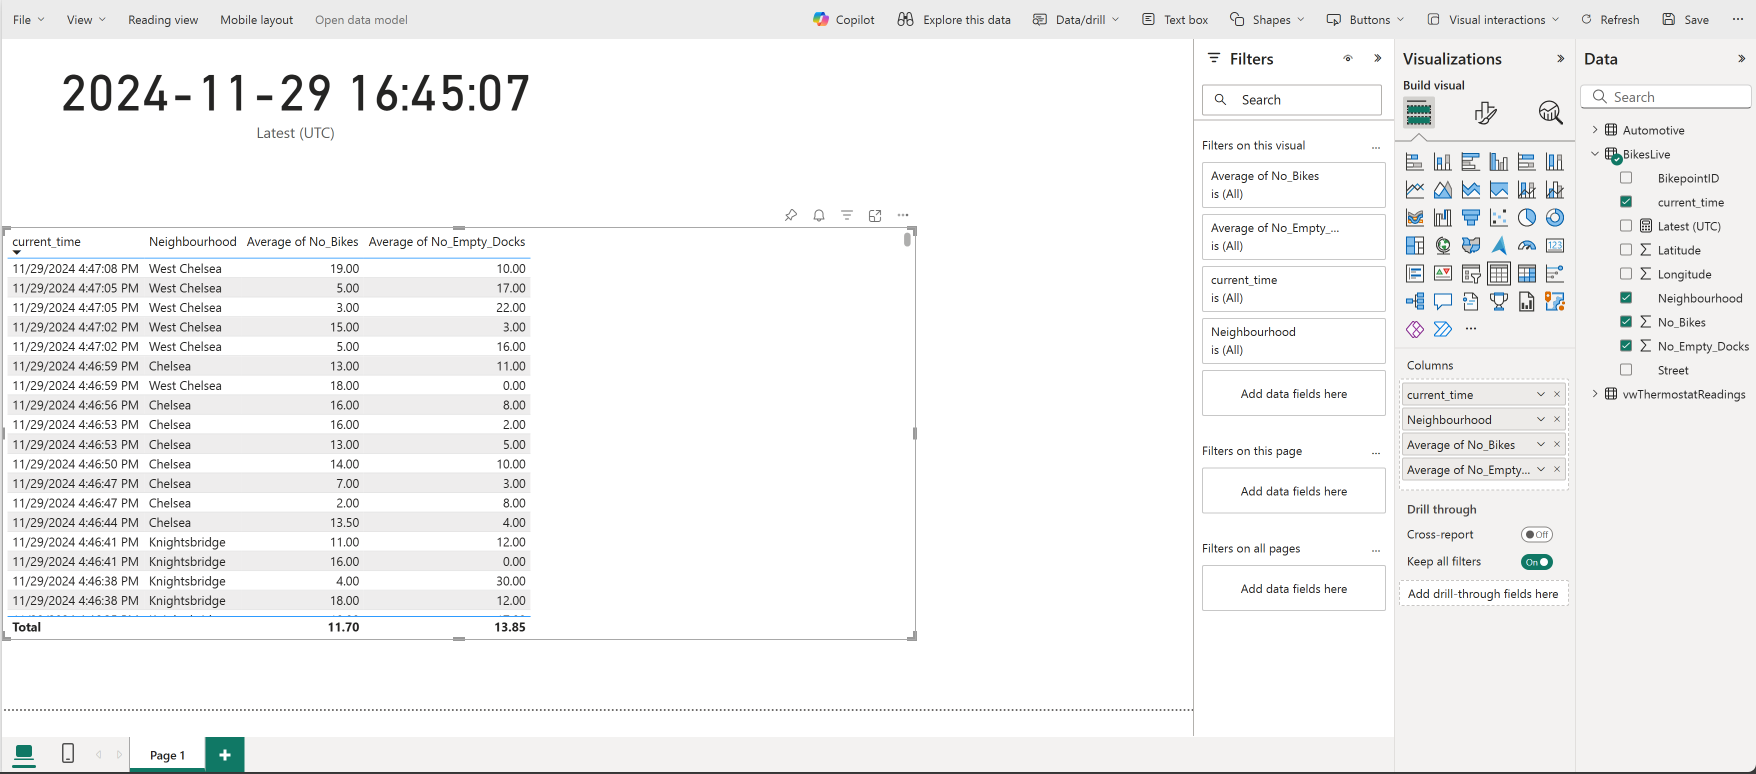 File View Reading view Mobile layout Open data model Copilot Explore this data Data/drill Text box Shapes Buttons Visual interactions Refresh Save
2024-11-29 16:45:07
Latest (UTC)
current_time Neighbourhood Average of No_Bikes Average of No_Empty_Docks
11/29/2024 4:47:08 PM West Chelsea 19.00 10.00
11/29/2024 4:47:05 PM West Chelsea 5.00 17.00
11/29/2024 4:47:05 PM West Chelsea 3.00 22.00
11/29/2024 4:47:02 PM West Chelsea 15.00 3.00
11/29/2024 4:47:02 PM West Chelsea 5.00 16.00
11/29/2024 4:46:59 PM Chelsea 13.00 11.00
11/29/2024 4:46:59 PM West Chelsea 18.00 0.00
11/29/2024 4:46:56 PM Chelsea 16.00 8.00
11/29/2024 4:46:53 PM Chelsea 16.00 2.00
11/29/2024 4:46:53 PM Chelsea 13.00 5.00
11/29/2024 4:46:50 PM Chelsea 14.00 10.00
11/29/2024 4:46:47 PM Chelsea 7.00 3.00
11/29/2024 4:46:47 PM Chelsea 2.00 8.00
11/29/2024 4:46:44 PM Chelsea 13.50 4.00
11/29/2024 4:46:41 PM Knightsbridge 11.00 12.00
11/29/2024 4:46:41 PM Knightsbridge 16.00 0.00
11/29/2024 4:46:38 PM Knightsbridge 4.00 30.00
11/29/2024 4:46:38 PM Knightsbridge 18.00 12.00
Total 11.70 13.85
Page 1
Filters
Search
Filters on this visual
Average of No_Bikes
is (All)
Average of No_Empty_...
is (All)
current_time
is (All)
Neighbourhood
is (All)
Add data fields here
Filters on this page
Add data fields here
Filters on all pages
Add data fields here
Visualizations
Build visual
123
Columns
current_time
Neighbourhood
Average of No_Bikes
Average of No_Empty...
Drill through
Cross-report Off
Keep all filters On
Add drill-through fields here
Data
Search
Automotive
BikesLive
BikepointID
current_time
Latest (UTC)
Latitude
Longitude
Neighbourhood
No_Bikes
No_Empty_Docks
Street
vwThermostatReadings